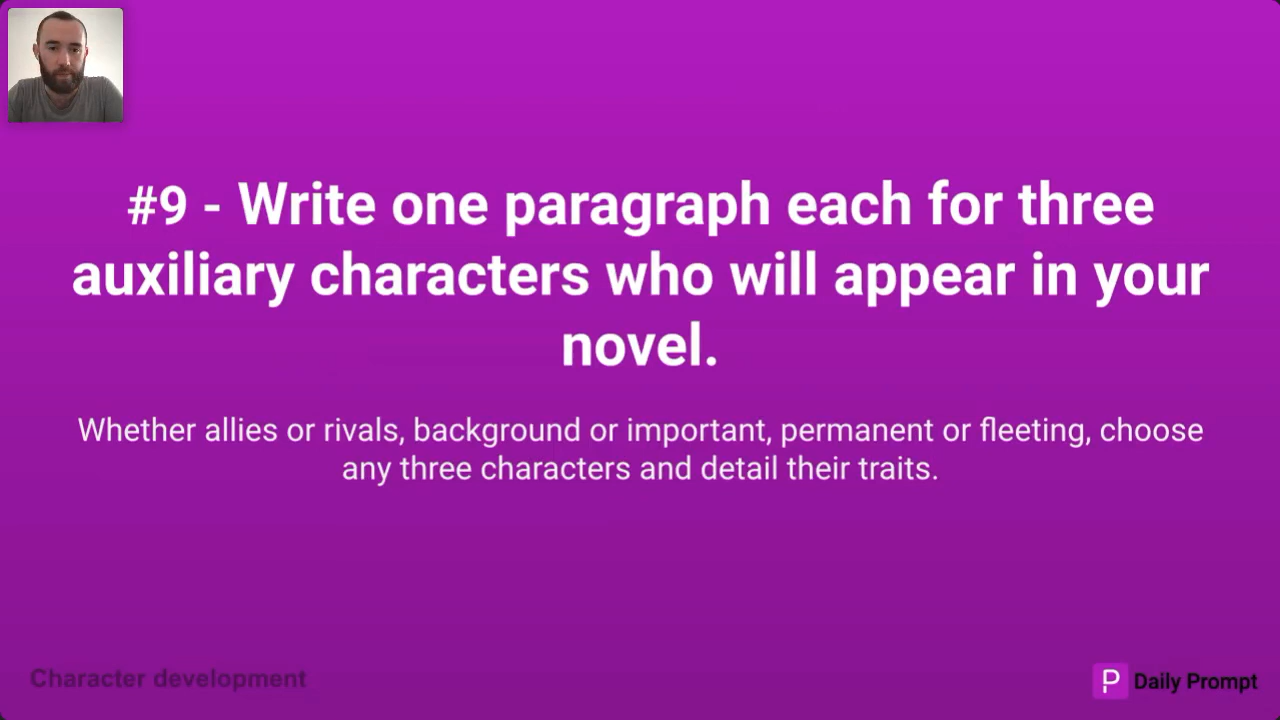 #9 - Write one paragraph each for three
auxiliary characters who will appear in your
novel.
Whether allies or rivals, background or important, permanent or fleeting, choose
any three characters and detail their traits.
Character development
P Daily Prompt